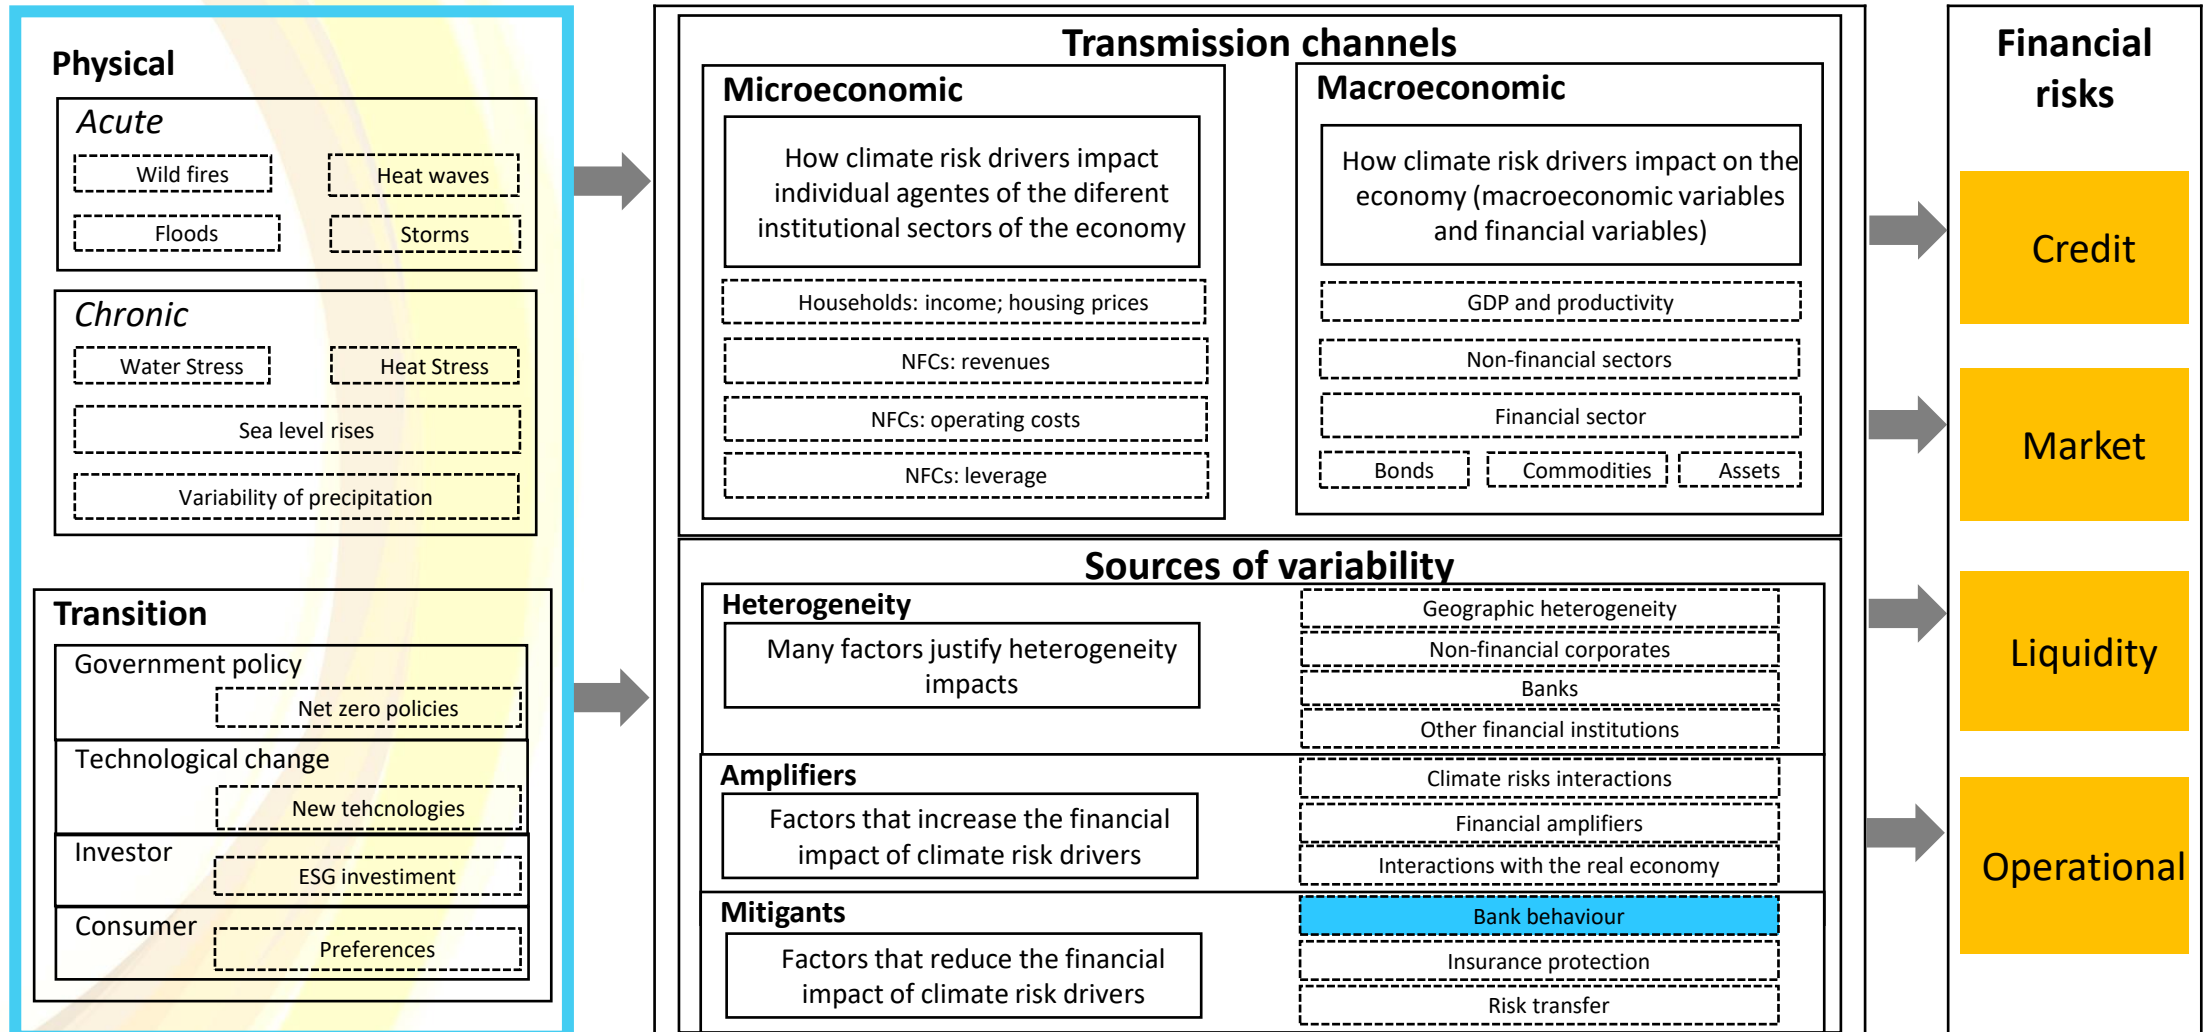 Physical
Acute
Wild fires
Heat waves
Floods
Storms
Chronic
Water Stress
Heat Stress
Sea level rises
Variability of precipitation
Transition
Government policy
Net zero policies
Technological change
New tehcnologies
Investor
ESG investiment
Consumer
Preferences
Transmission channels
Microeconomic
How climate risk drivers impact
individual agentes of the diferent
institutional sectors of the economy
Households: income; housing prices
NFCs: revenues
NFCs: operating costs
NFCs: leverage
Macroeconomic
How climate risk drivers impact on the
economy (macroeconomic variables
and financial variables)
GDP and productivity
Non-financial sectors
Financial sector
Bonds
Commodities
Assets
Sources of variability
Heterogeneity
Many factors justify heterogeneity
impacts
Geographic heterogeneity
Non-financial corporates
Banks
Other financial institutions
Amplifiers
Factors that increase the financial
impact of climate risk drivers
Climate risks interactions
Financial amplifiers
Interactions with the real economy
Mitigants
Factors that reduce the financial
impact of climate risk drivers
Bank behaviour
Insurance protection
Risk transfer
Financial
risks
Credit
Market
Liquidity
Operational